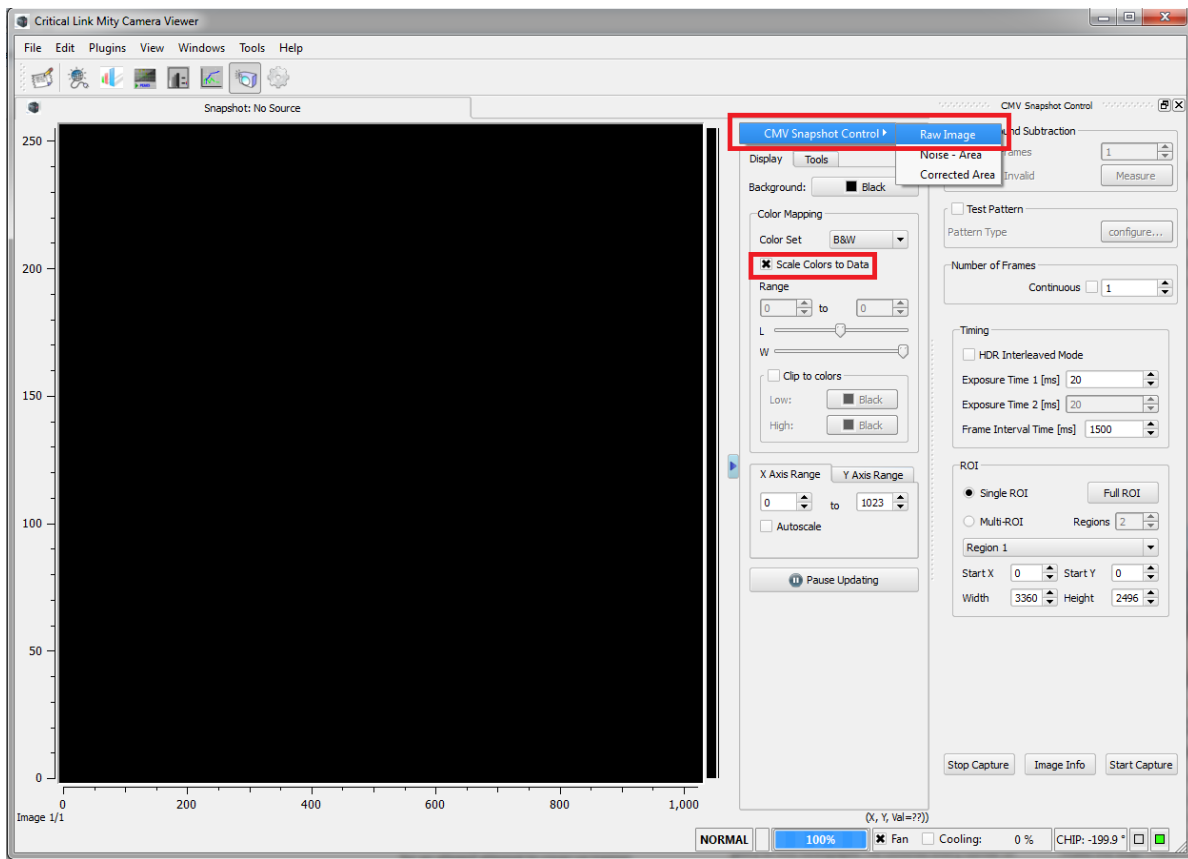 Critical Link Mity Camera Viewer
File Edit Plugins View Windows Tools Help
Snapshot: No Source
CMV Snapshot Control
CMV Snapshot Control
Raw Image
Noise - Area
Corrected Area
und Subtraction
ames
1
Invalid
Measure
Display Tools
Background: Black
Color Mapping
Color Set B&W
Scale Colors to Data
Range
0 to 0
L
W
Clip to colors
Low: Black
High: Black
X Axis Range Y Axis Range
0 to 1023
Autoscale
Pause Updating
Test Pattern
Pattern Type configure...
Number of Frames
Continuous 1
Timing
HDR Interleaved Mode
Exposure Time 1 [ms] 20
Exposure Time 2 [ms] 20
Frame Interval Time [ms] 1500
ROI
Single ROI Full ROI
Multi-ROI Regions 2
Region 1
Start X 0 Start Y 0
Width 3360 Height 2496
Stop Capture Image Info Start Capture
250
200
150
100
50
0
0 200 400 600 800 1,000
Image 1/1 (X, Y, Val=??))
NORMAL 100% Fan Cooling: 0 % CHIP: -199.9 °